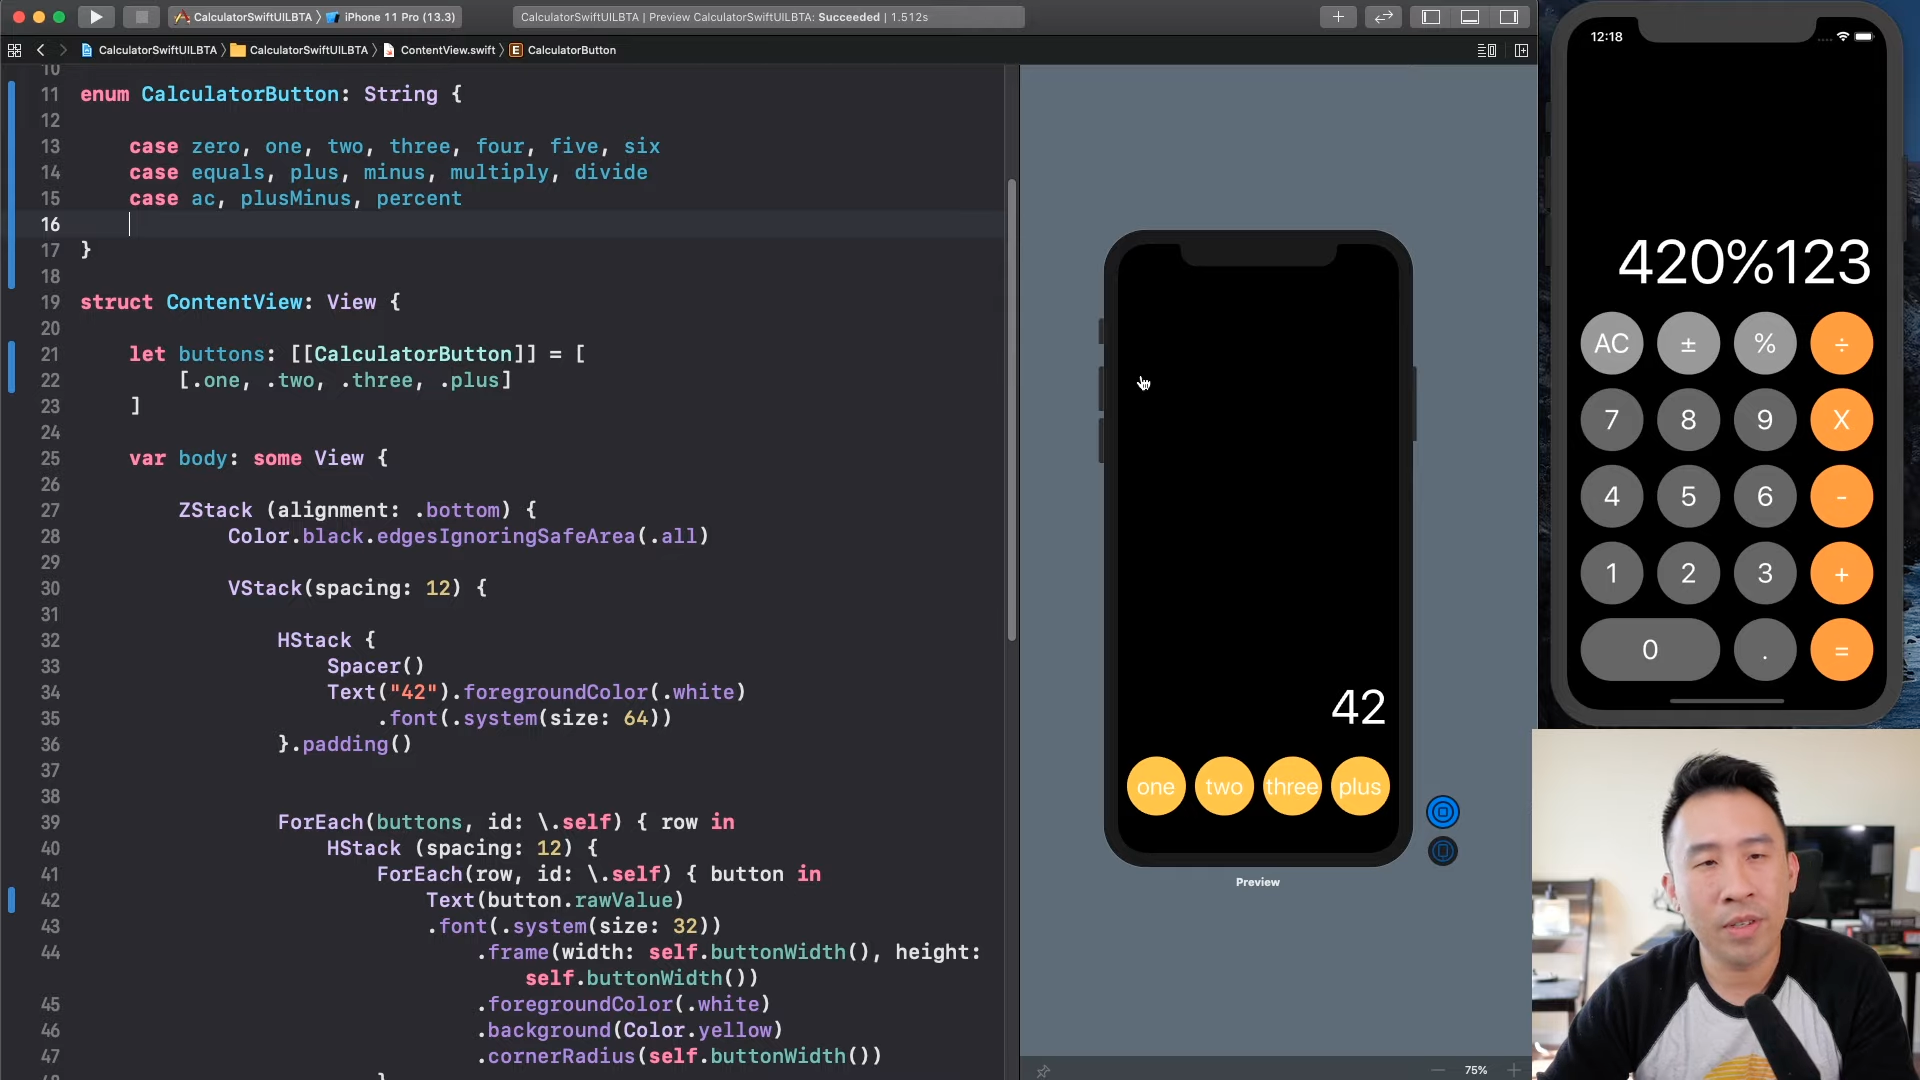 CalculatorSwiftUILBTA 〉 iPhone 11 Pro (13.3)
CalculatorSwiftUILBTA | Preview CalculatorSwiftUILBTA: Succeeded | 1.512s
CalculatorSwiftUILBTA 〉 CalculatorSwiftUILBTA 〉 ContentView.swift 〉 E CalculatorButton
10
11 enum CalculatorButton: String {
12
13 case zero, one, two, three, four, five, six
14 case equals, plus, minus, multiply, divide
15 case ac, plusMinus, percent
16
17 }
18
19 struct ContentView: View {
20
21 let buttons: [[CalculatorButton]] = [
22 [.one, .two, .three, .plus]
23 ]
24
25 var body: some View {
26
27 ZStack (alignment: .bottom) {
28 Color.black.edgesIgnoringSafeArea(.all)
29
30 VStack(spacing: 12) {
31
32 HStack {
33 Spacer()
34 Text("42").foregroundColor(.white)
35 .font(.system(size: 64))
36 }.padding()
37
38
39 ForEach(buttons, id: \.self) { row in
40 HStack (spacing: 12) {
41 ForEach(row, id: \.self) { button in
42 Text(button.rawValue)
43 .font(.system(size: 32))
44 .frame(width: self.buttonWidth(), height:
self.buttonWidth())
45 .foregroundColor(.white)
46 .background(Color.yellow)
47 .cornerRadius(self.buttonWidth())
48 }
42
one two three plus
Preview
75%
12:18
420%123
AC ± % ÷
7 8 9 X
4 5 6 -
1 2 3 +
0 . =